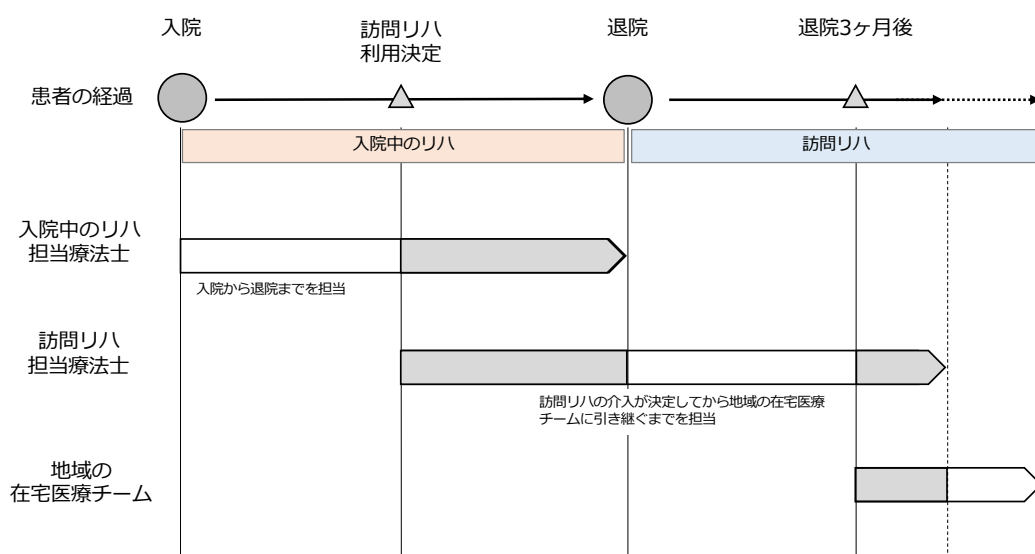 入院
訪問リハ
利用決定
退院
退院3ヶ月後
患者の経過
入院中のリハ
訪問リハ
入院中のリハ
担当療法士
入院から退院までを担当
訪問リハ
担当療法士
訪問リハの介入が決定してから地域の在宅医療
チームに引き継ぐまでを担当
地域の
在宅医療チーム